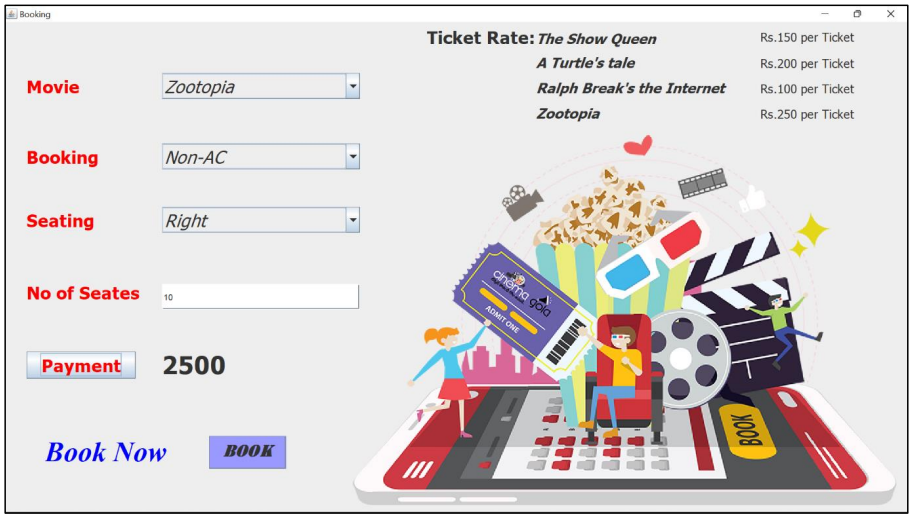 Booking
Ticket Rate: The Show Queen Rs.150 per Ticket
A Turtle's tale Rs.200 per Ticket
Movie Zootopia Ralph Break's the Internet Rs.100 per Ticket
Zootopia Rs.250 per Ticket
Booking Non-AC
Seating Right
No of Seates 10
Payment 2500
Book Now BOOK
cinema gola
ADMIT ONE
BOOK